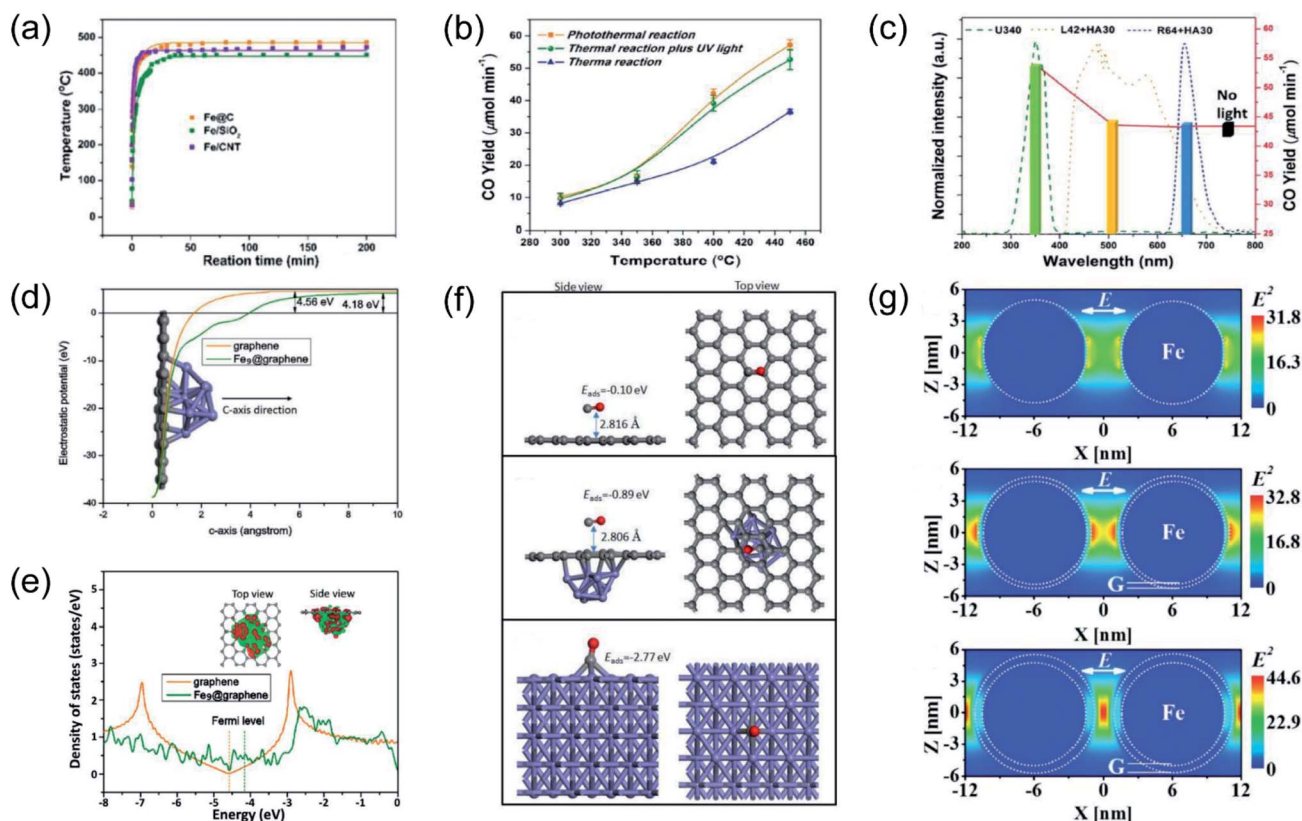 (a)
500
400
300
200
100
0
Temperature (°C)
Fe@C
Fe/SiO₂
Fe/CNT
0 50 100 150 200
Reation time (min)
(b)
60
50
40
30
20
10
0
CO Yield (μmol min⁻¹)
Photothermal reaction
Thermal reaction plus UV light
Therma reaction
280 300 320 340 360 380 400 420 440 460
Temperature (°C)
(c)
U340 L42+HA30 R64+HA30
Normalized intensity (a.u.)
No
light
60
55
50
45
40
35
30
25
CO Yield (μmol min⁻¹)
200 300 400 500 600 700 800
Wavelength (nm)
(d)
4.56 eV
4.18 eV
0
-10
-20
-30
-40
Electrostatic potential (eV)
graphene
Fe₉@graphene
C-axis direction
0 2 4 6 8 10
c-axis (angstrom)
(e)
5
4
3
2
1
0
Density of states (states/eV)
Top view
Side view
graphene
Fe₉@graphene
Fermi level
-8 -7 -6 -5 -4 -3 -2 -1 0
Energy (eV)
(f)
Side view Top view
Eads=-0.10 eV
2.816 Å
Eads=-0.89 eV
2.806 Å
Eads=-2.77 eV
(g)
6
3
0
-3
-6
Z [nm]
E
Fe
E²
31.8
16.3
0
-12 -6 0 6 12
X [nm]
6
3
0
-3
-6
Z [nm]
E
Fe
G
E²
32.8
16.3
0
-12 -6 0 6 12
X [nm]
6
3
0
-3
-6
Z [nm]
E
Fe
G
E²
44.6
22.9
0
-12 -6 0 6 12
X [nm]